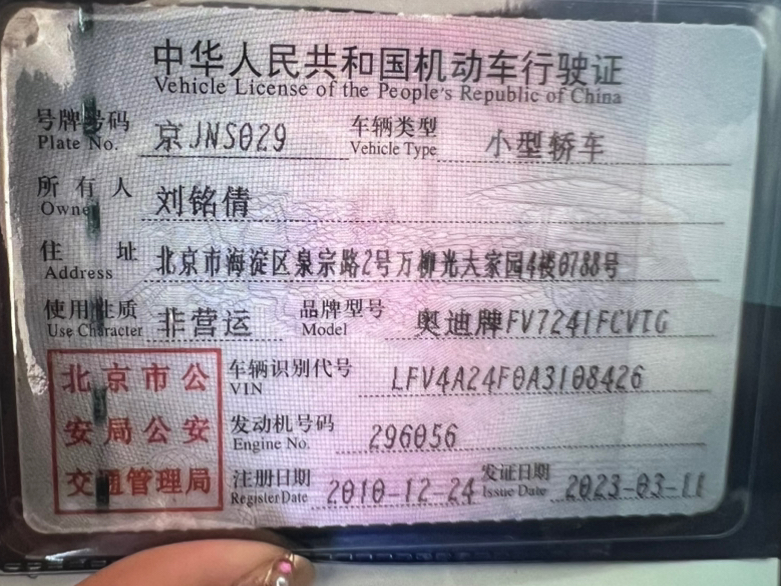 中华人民共和国机动车行驶证
Vehicle License of the People's Republic of China
号牌号码 京JNS029 车辆类型 小型轿车
Plate No. Vehicle Type
所有人 刘铭倩
Owner
住址 北京市海淀区泉宗路2号万柳光大家园4楼0788号
Address
使用性质 非营运 品牌型号 奥迪牌FV7241FCVTG
Use Character Model
北京市公安局公安交通管理局
车辆识别代号 LFV4A24F0A3108426
VIN
发动机号码 296056
Engine No.
注册日期 2010-12-24 发证日期 2023-03-11
Register Date Issue Date